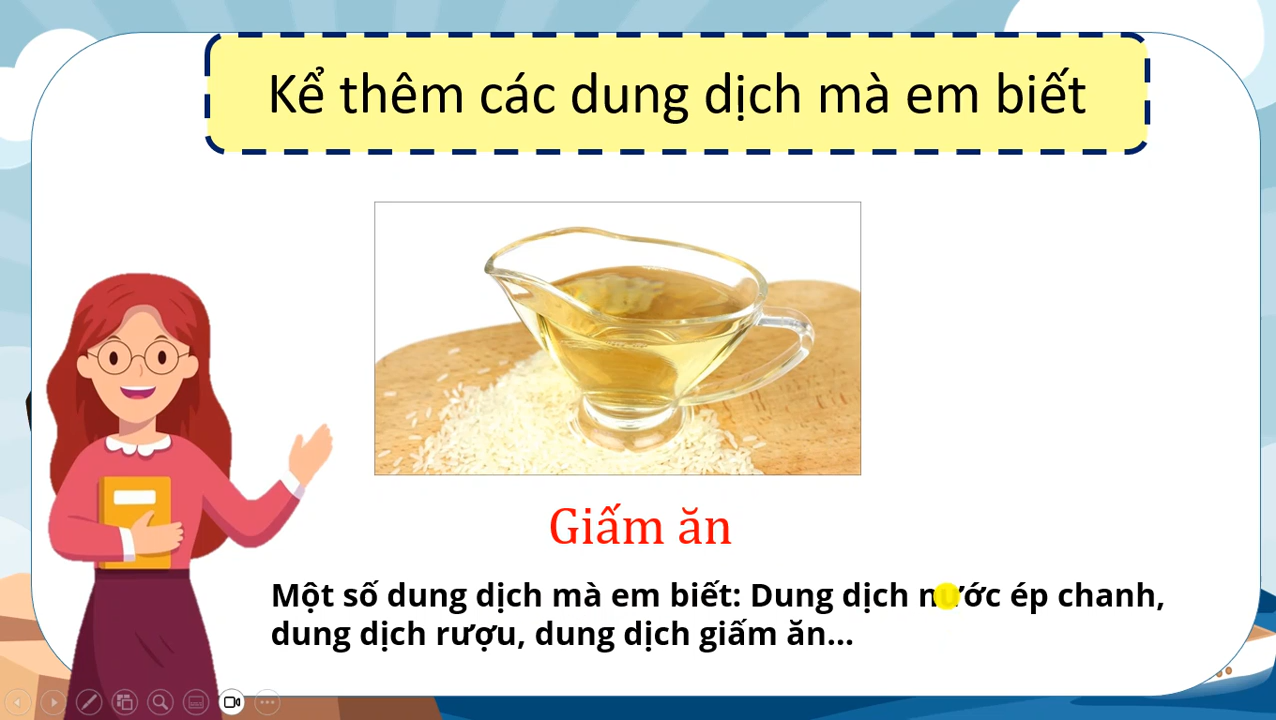 Kể thêm các dung dịch mà em biết
Giấm ăn
Một số dung dịch mà em biết: Dung dịch nước ép chanh,
dung dịch rượu, dung dịch giấm ăn...